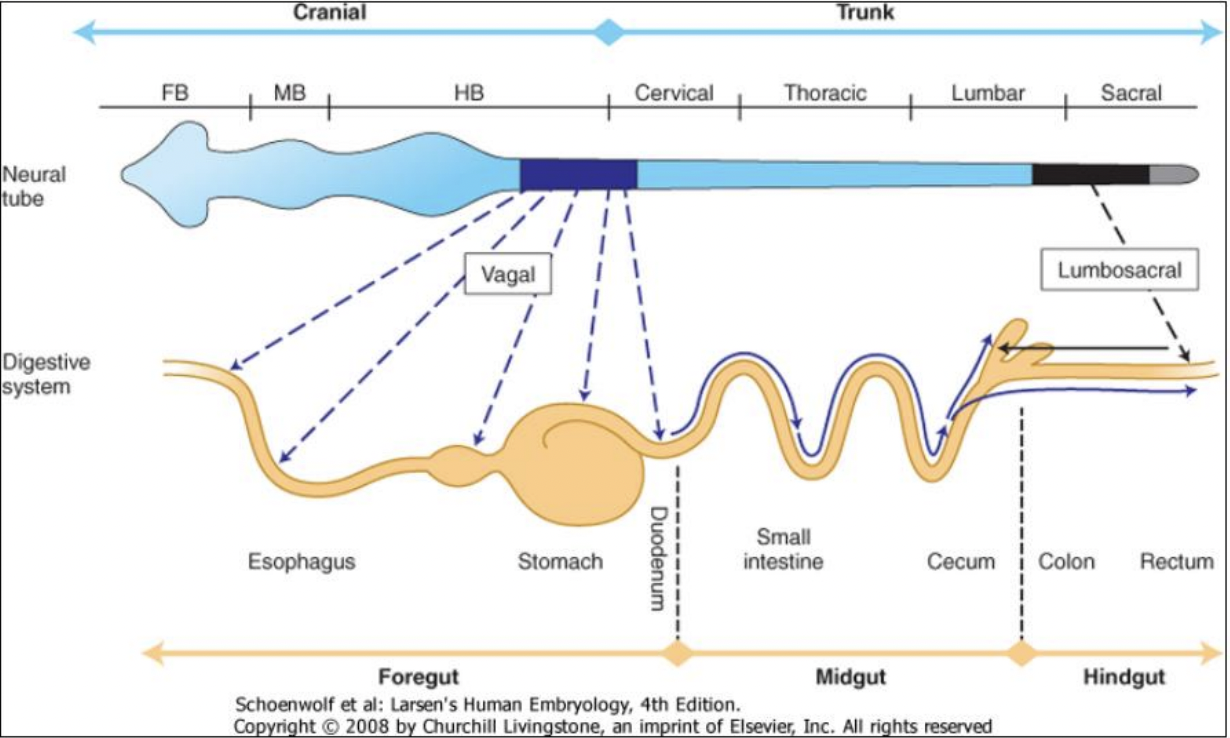 Cranial
Trunk
FB
MB
HB
Cervical
Thoracic
Lumbar
Sacral
Neural
tube
Vagal
Lumbosacral
Digestive
system
Duodenum
Small
intestine
Esophagus
Stomach
Cecum
Colon
Rectum
Foregut
Midgut
Hindgut
Schoenwolf et al: Larsen's Human Embryology, 4th Edition.
Copyright © 2008 by Churchill Livingstone, an imprint of Elsevier, Inc. All rights reserved